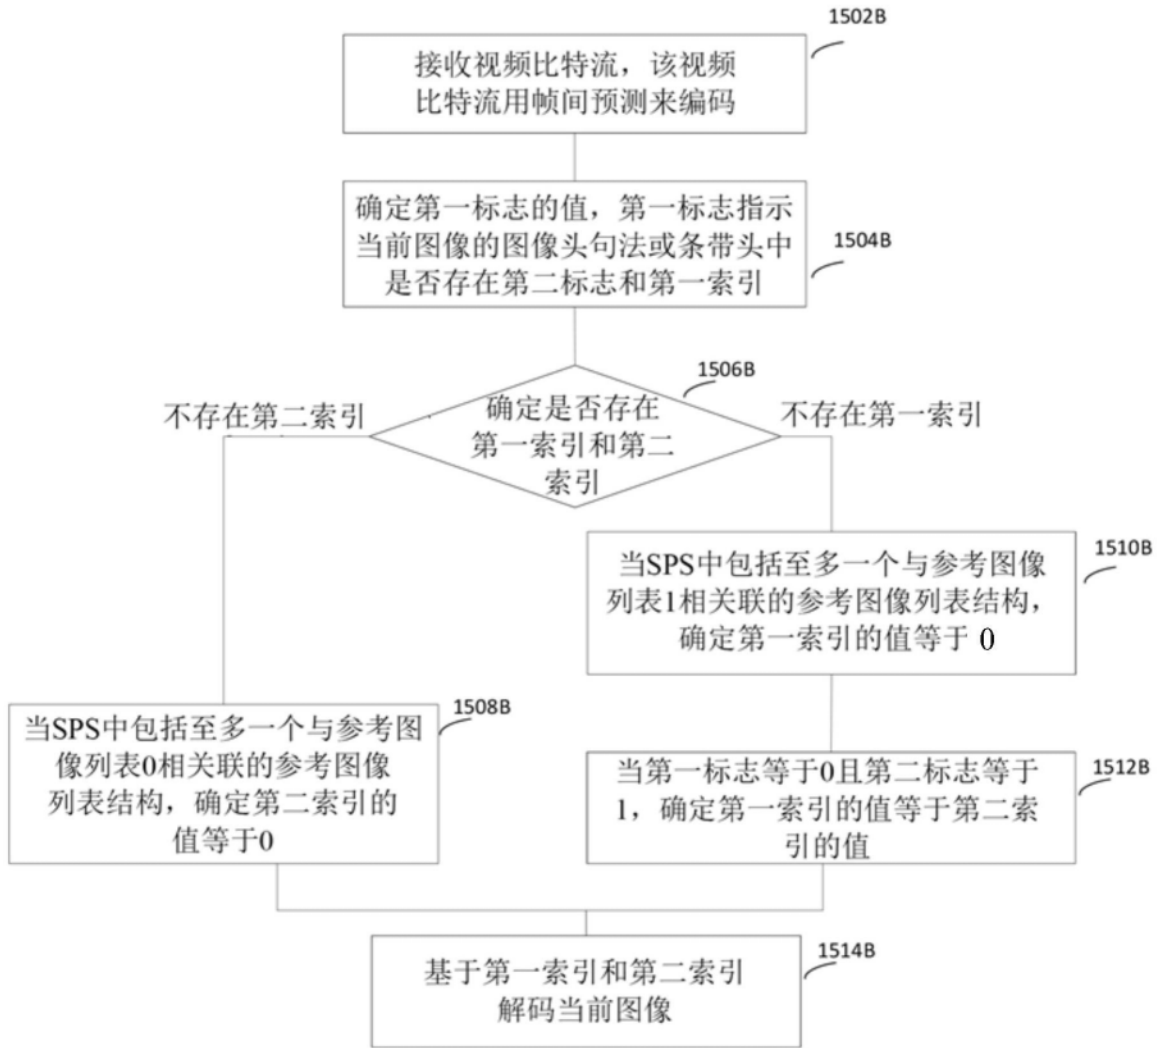 1502B
接收视频比特流，该视频
比特流用帧间预测来编码
确定第一标志的值，第一标志指示
当前图像的图像头句法或条带头中
是否存在第二标志和第一索引
1504B
1506B
不存在第二索引
确定是否存在
第一索引和第二
索引
不存在第一索引
1510B
当SPS中包括至多一个与参考图像
列表1相关联的参考图像列表结构，
确定第一索引的值等于 0
1508B
当SPS中包括至多一个与参考图
像列表0相关联的参考图像
列表结构，确定第二索引的
值等于0
当第一标志等于0且第二标志等于
1，确定第一索引的值等于第二索
引的值
1512B
1514B
基于第一索引和第二索引
解码当前图像